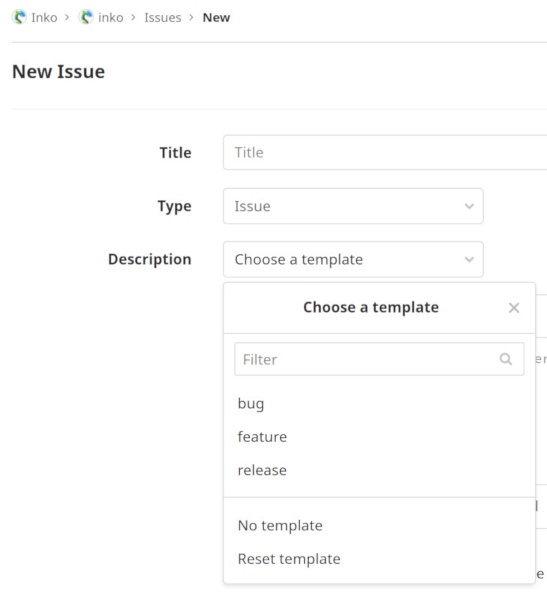 Inko > inko > Issues > New
New Issue
Title Title
Type Issue
Description Choose a template
Choose a template ×
Filter
er
bug
feature
release
No template
Reset template
e